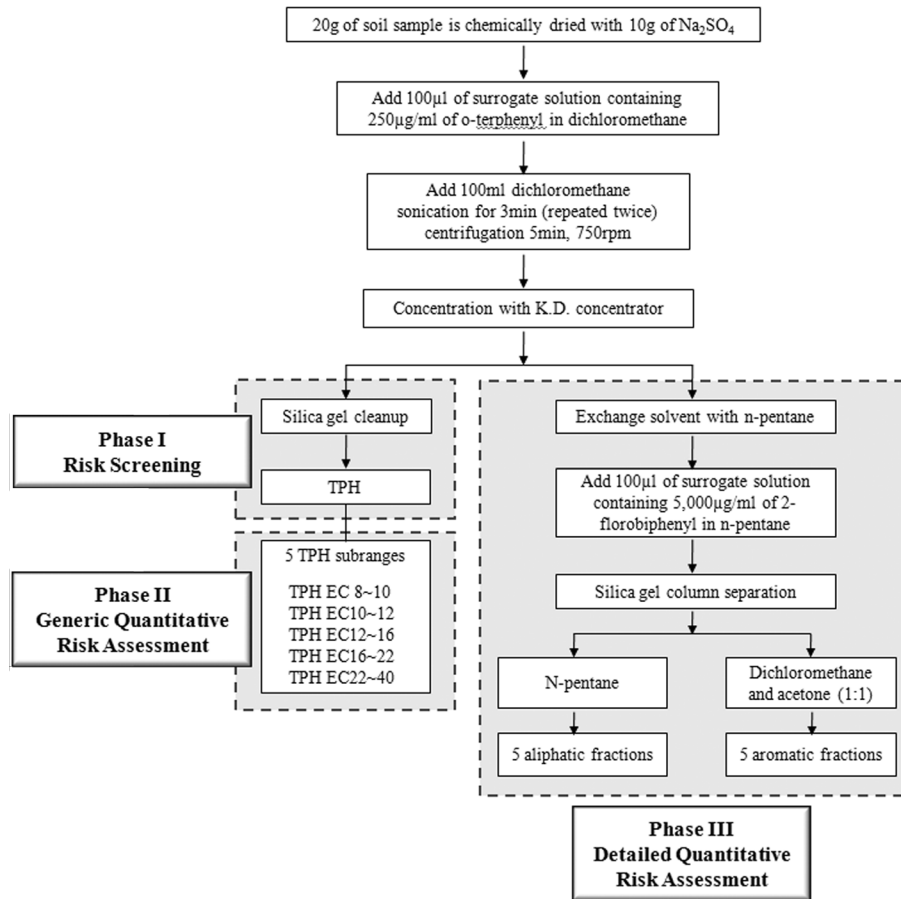 20g of soil sample is chemically dried with 10g of Na₂SO₄
Add 100µl of surrogate solution containing
250µg/ml of o-terphenyl in dichloromethane
Add 100ml dichloromethane
sonication for 3min (repeated twice)
centrifugation 5min, 750rpm
Concentration with K.D. concentrator
Phase I
Risk Screening
Silica gel cleanup
TPH
Phase II
Generic Quantitative
Risk Assessment
5 TPH subranges
TPH EC 8~10
TPH EC10~12
TPH EC12~16
TPH EC16~22
TPH EC22~40
Exchange solvent with n-pentane
Add 100µl of surrogate solution
containing 5,000µg/ml of 2-
florobiphenyl in n-pentane
Silica gel column separation
N-pentane
Dichloromethane
and acetone (1:1)
5 aliphatic fractions
5 aromatic fractions
Phase III
Detailed Quantitative
Risk Assessment